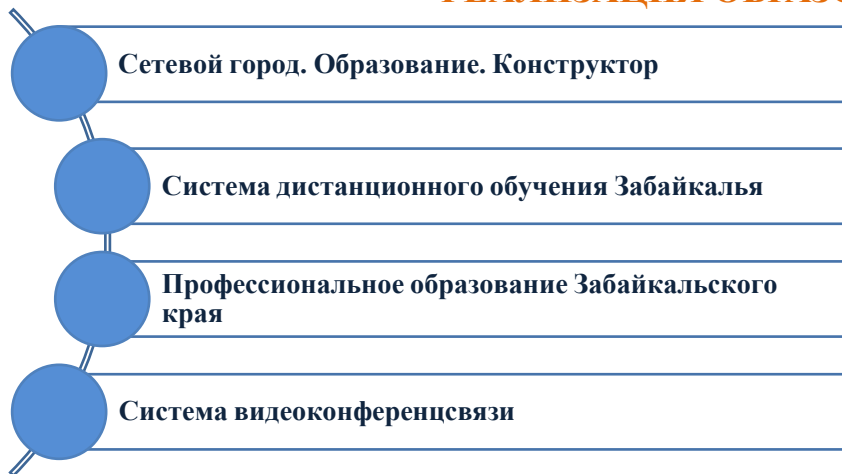 Сетевой город. Образование. Конструктор
Система дистанционного обучения Забайкалья
Профессиональное образование Забайкальского
края
Система видеоконференцсвязи